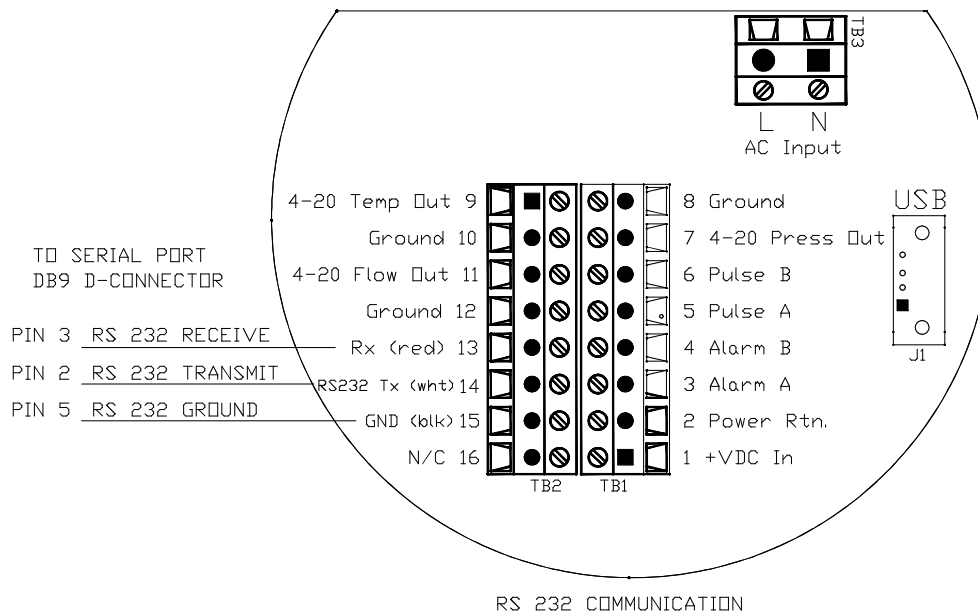 TB3
L N
AC Input
USB
4-20 Temp Out 9
8 Ground
Ground 10
7 4-20 Press Out
TO SERIAL PORT
DB9 D-CONNECTOR
4-20 Flow Out 11
6 Pulse B
Ground 12
5 Pulse A
PIN 3 RS 232 RECEIVE
Rx (red) 13
4 Alarm B
J1
PIN 2 RS 232 TRANSMIT
RS232 Tx (wht) 14
3 Alarm A
PIN 5 RS 232 GROUND
GND (blk) 15
2 Power Rtn.
N/C 16
1 +VDC In
TB2 TB1
RS 232 COMMUNICATION